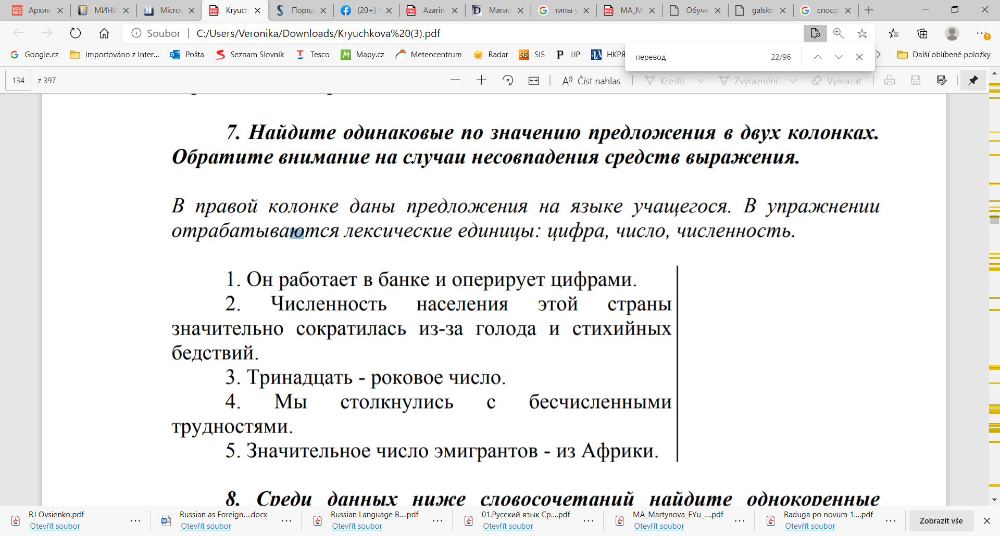 Архив
МИНИ
Micros
Kryuch
Поряд
(20+)
Azarin
Магис
типы у
MA_M
Обуче
galsko
спосо
Soubor
C:/Users/Veronika/Downloads/Kryuchkova%20(3).pdf
Google.cz
Importováno z Inter...
Pošta
Seznam Slovník
Tesco
Mapy.cz
Meteocentrum
Radar
SIS
IJP
НКРЯ
Další oblíbené položky
перевод 22/96
134 z 397
Číst nahlas
Kreslit
Zvýraznění
Vymazat
7. Найдите одинаковые по значению предложения в двух колонках.
Обратите внимание на случаи несовпадения средств выражения.
В правой колонке даны предложения на языке учащегося. В упражнении
отрабатываются лексические единицы: цифра, число, численность.
1. Он работает в банке и оперирует цифрами.
2. Численность населения этой страны
значительно сократилась из-за голода и стихийных
бедствий.
3. Тринадцать - роковое число.
4. Мы столкнулись с бесчисленными
трудностями.
5. Значительное число эмигрантов - из Африки.
8. Среди данных ниже словосочетаний найдите однокоренные
RJ Ovsienko.pdf
Otevřít soubor
Russian as Foreign....docx
Otevřít soubor
Russian Language B....pdf
Otevřít soubor
01.Русский язык Ср....pdf
Otevřít soubor
MA_Martynova_EYu_....pdf
Otevřít soubor
Raduga po novum 1....pdf
Otevřít soubor
Zobrazit vše